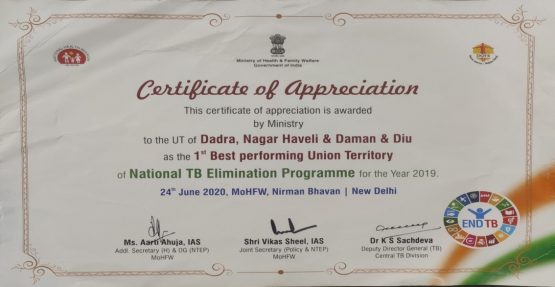 Ministry of Health & Family Welfare
Government of India
Certificate of Appreciation
This certificate of appreciation is awarded
by Ministry
to the UT of Dadra, Nagar Haveli & Daman & Diu
as the 1st Best performing Union Territory
of National TB Elimination Programme for the Year 2019.
24th June 2020, MoHFW, Nirman Bhavan | New Delhi
Ms. Aarti Ahuja, IAS
Addl. Secretary (H) & DG (NTEP)
MoHFW
Shri Vikas Sheel, IAS
Joint Secretary (Policy & NTEP)
MoHFW
Dr K S Sachdeva
Deputy Director General (TB)
Central TB Division
END TB